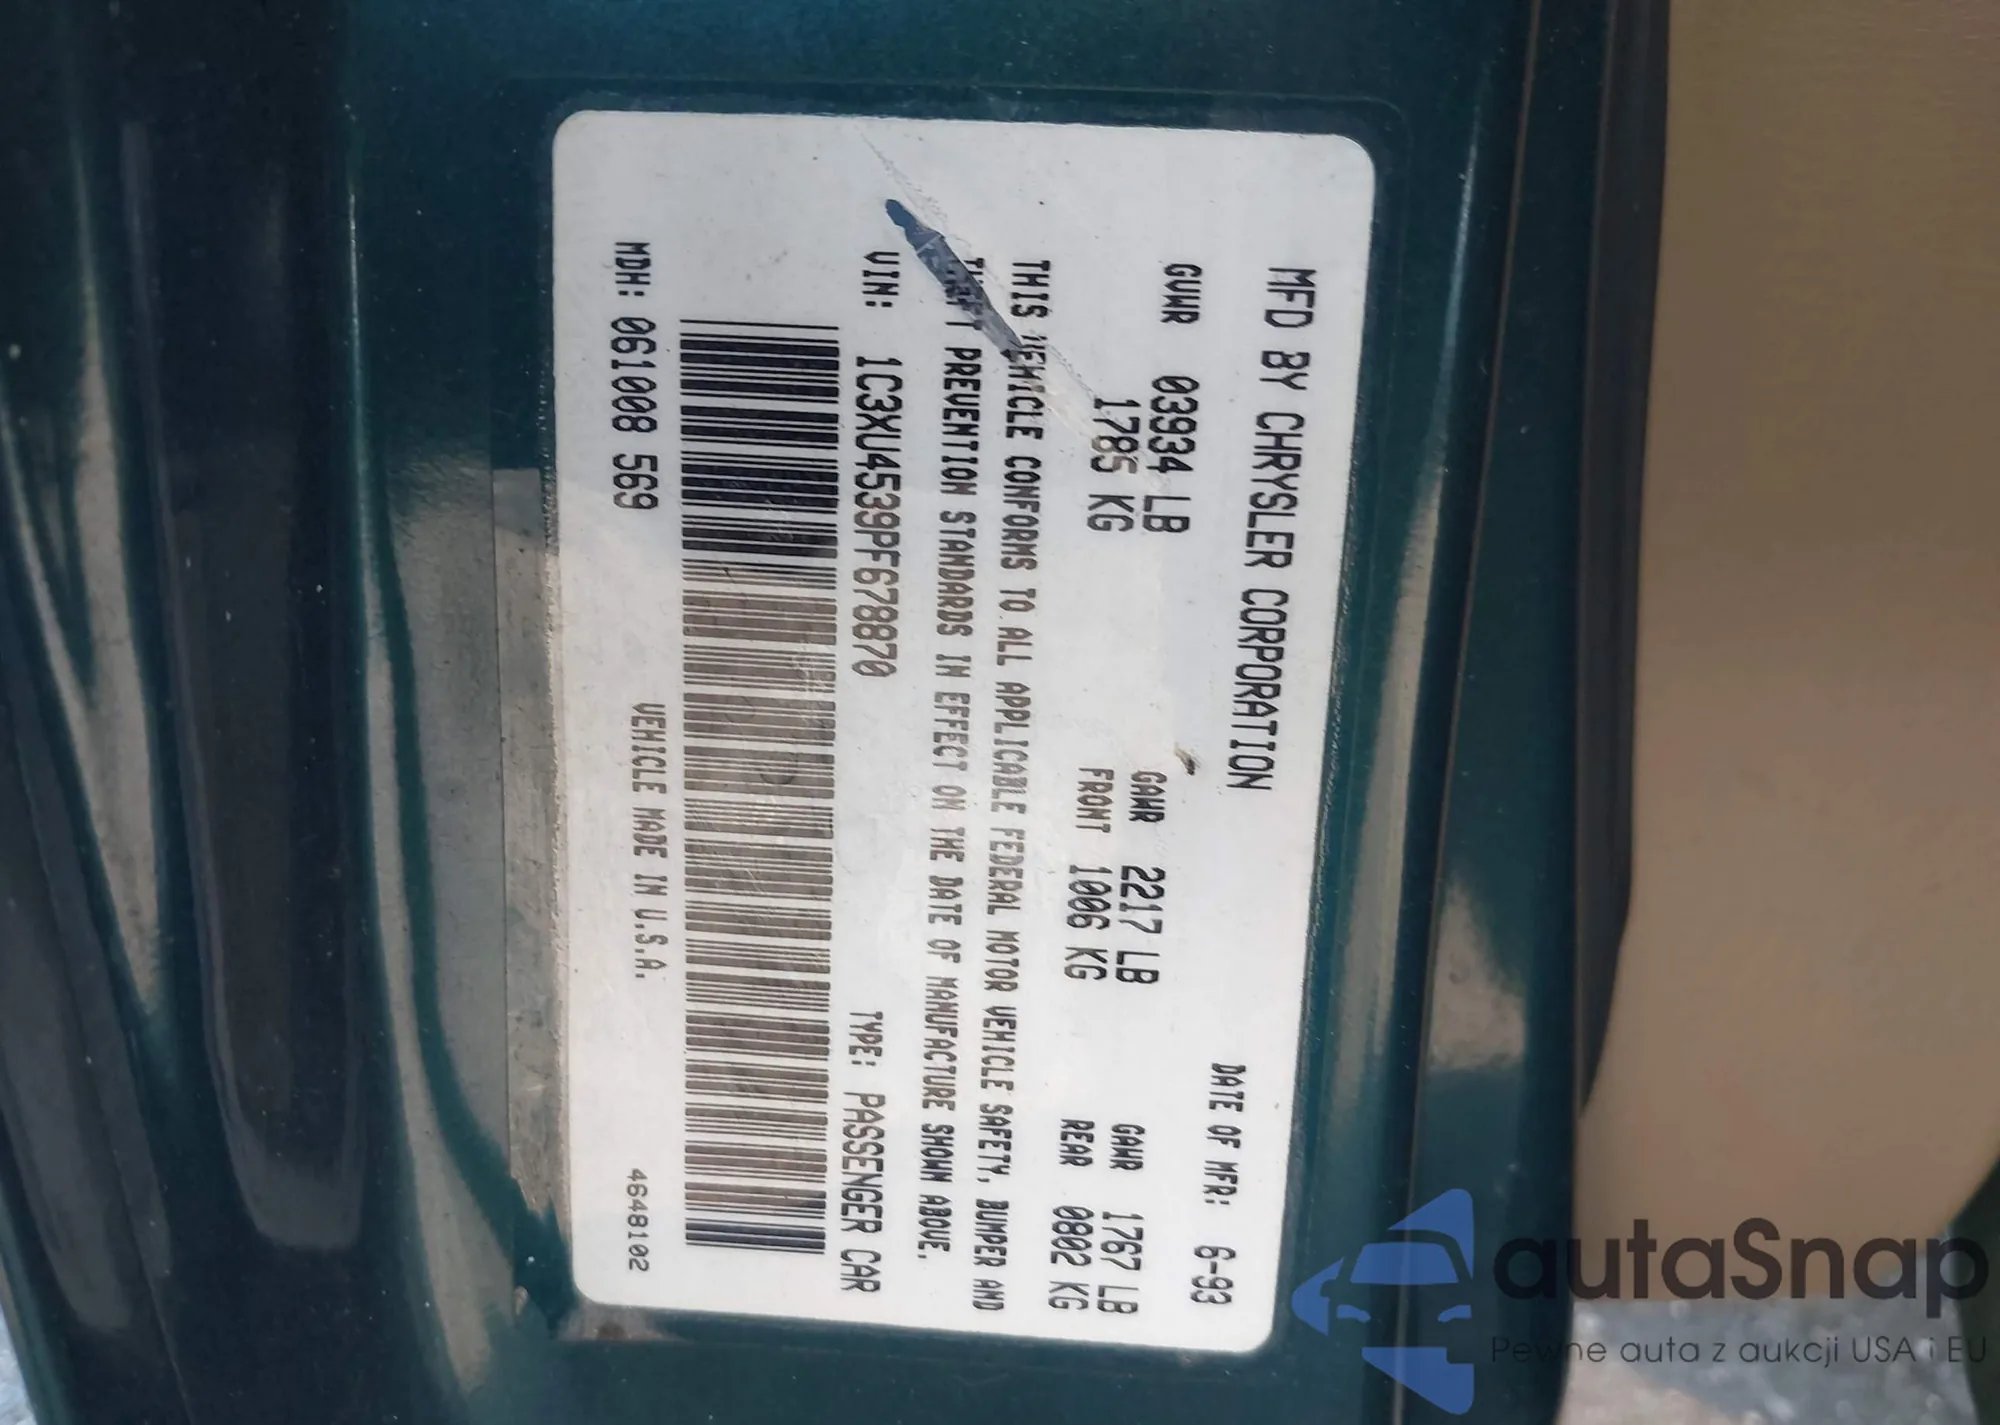 MFD BY CHRYSLER CORPORATION
DATE OF MFR: 6-93
GVWR 03934 LB
1785 KG
GAWR 2217 LB
FRONT 1006 KG
GAWR 1767 LB
REAR 0802 KG
THIS VEHICLE CONFORMS TO ALL APPLICABLE FEDERAL MOTOR VEHICLE SAFETY, BUMPER AND
THEFT PREVENTION STANDARDS IN EFFECT ON THE DATE OF MANUFACTURE SHOWN ABOVE.
VIN: 1C3XU4539PF678870
TYPE: PASSENGER CAR
MDH: 061008 569
VEHICLE MADE IN U.S.A.
4648102
autaSnap
Pewne auta z aukcji USA i EU